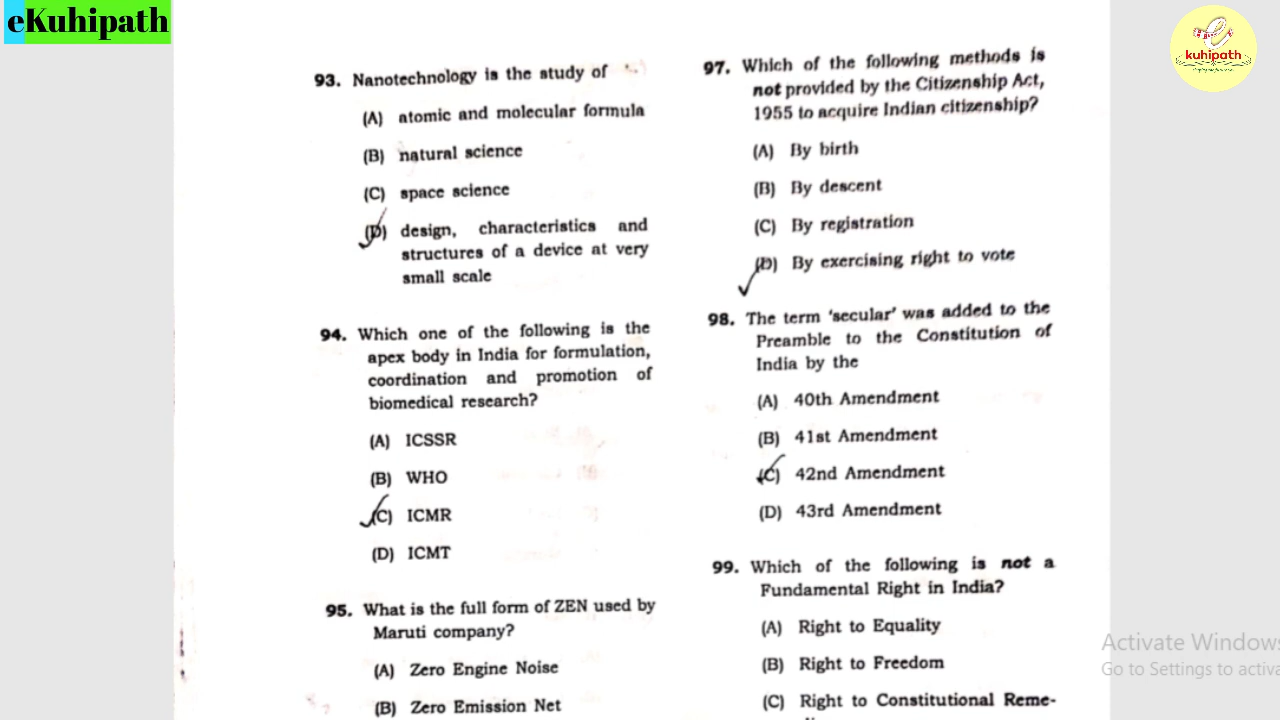 eKuhipath
kuhipath
93. Nanotechnology is the study of
(A) atomic and molecular formula
(B) natural science
(C) space science
(D) design, characteristics and
structures of a device at very
small scale
94. Which one of the following is the
apex body in India for formulation,
coordination and promotion of
biomedical research?
(A) ICSSR
(B) WHO
(C) ICMR
(D) ICMT
95. What is the full form of ZEN used by
Maruti company?
(A) Zero Engine Noise
(B) Zero Emission Net
97. Which of the following methods is
not provided by the Citizenship Act,
1955 to acquire Indian citizenship?
(A) By birth
(B) By descent
(C) By registration
(D) By exercising right to vote
98. The term ‘secular’ was added to the
Preamble to the Constitution of
India by the
(A) 40th Amendment
(B) 41st Amendment
(C) 42nd Amendment
(D) 43rd Amendment
99. Which of the following is not a
Fundamental Right in India?
(A) Right to Equality
(B) Right to Freedom
(C) Right to Constitutional Reme-
Activate Windows
Go to Settings to activa